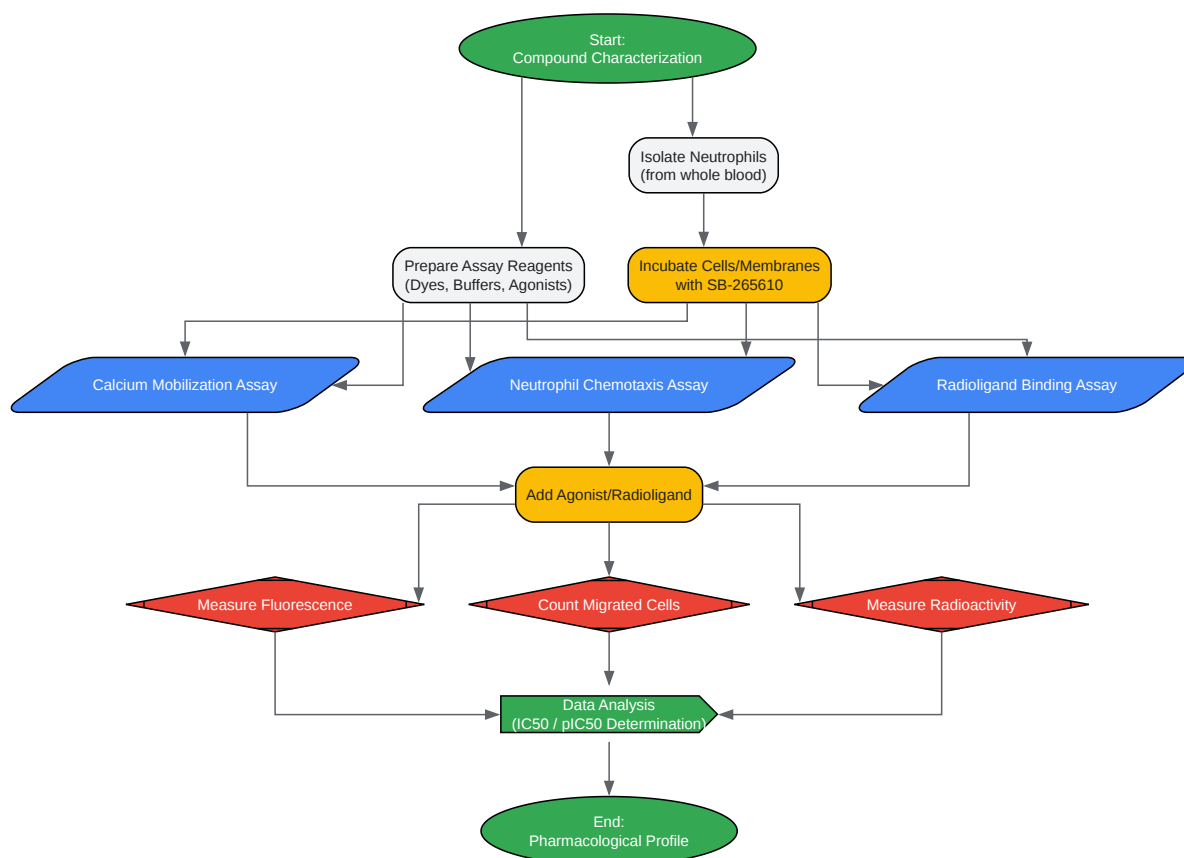 Start:
Compound Characterization
Isolate Neutrophils
(from whole blood)
Prepare Assay Reagents
(Dyes, Buffers, Agonists)
Incubate Cells/Membranes
with SB-265610
Calcium Mobilization Assay
Neutrophil Chemotaxis Assay
Radioligand Binding Assay
Add Agonist/Radioligand
Measure Fluorescence
Count Migrated Cells
Measure Radioactivity
Data Analysis
(IC50 / pIC50 Determination)
End:
Pharmacological Profile